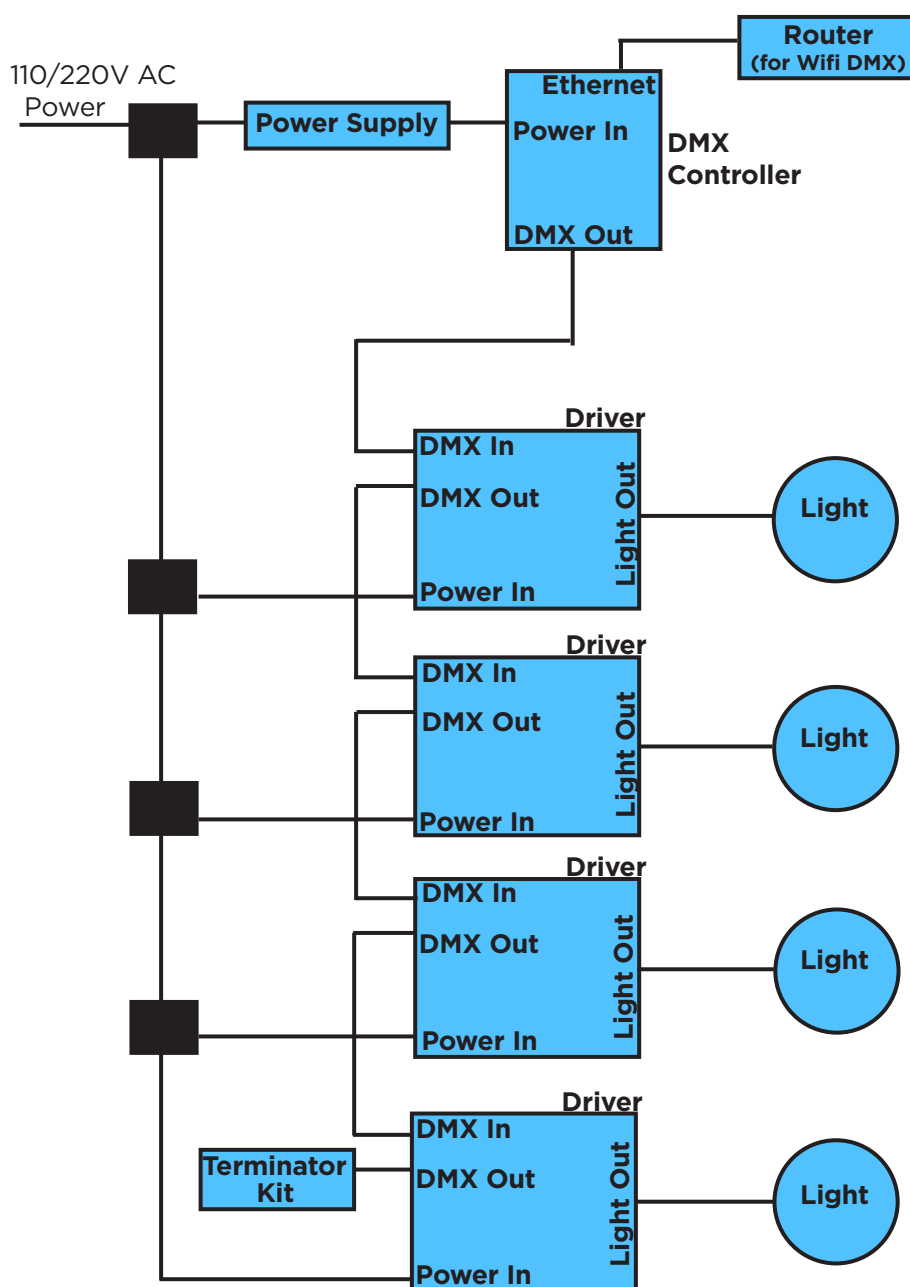 Router
(for Wifi DMX)
110/220V AC
Power
Ethernet
Power Supply
Power In
DMX
Controller
DMX Out
Driver
DMX In
DMX Out
Light Out
Power In
Light
Driver
DMX In
DMX Out
Light Out
Power In
Light
Driver
DMX In
DMX Out
Light Out
Power In
Light
Driver
DMX In
Terminator
Kit
DMX Out
Light Out
Power In
Light